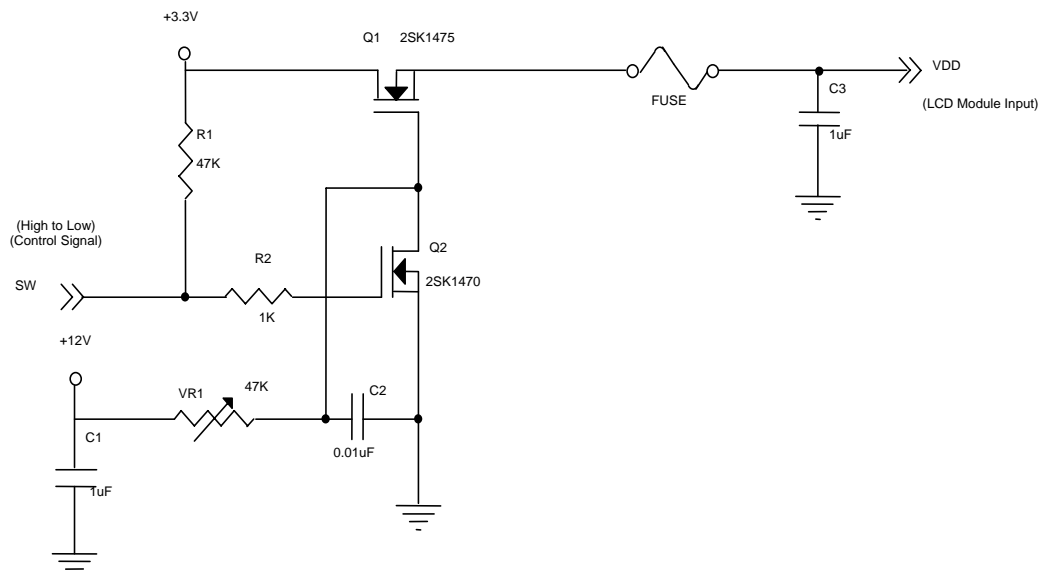 +3.3V
Q1 2SK1475
VDD
(LCD Module Input)
FUSE
C3
1uF
R1
47K
(High to Low)
(Control Signal)
SW
R2
1K
Q2
2SK1470
+12V
VR1
47K
C2
0.01uF
C1
1uF